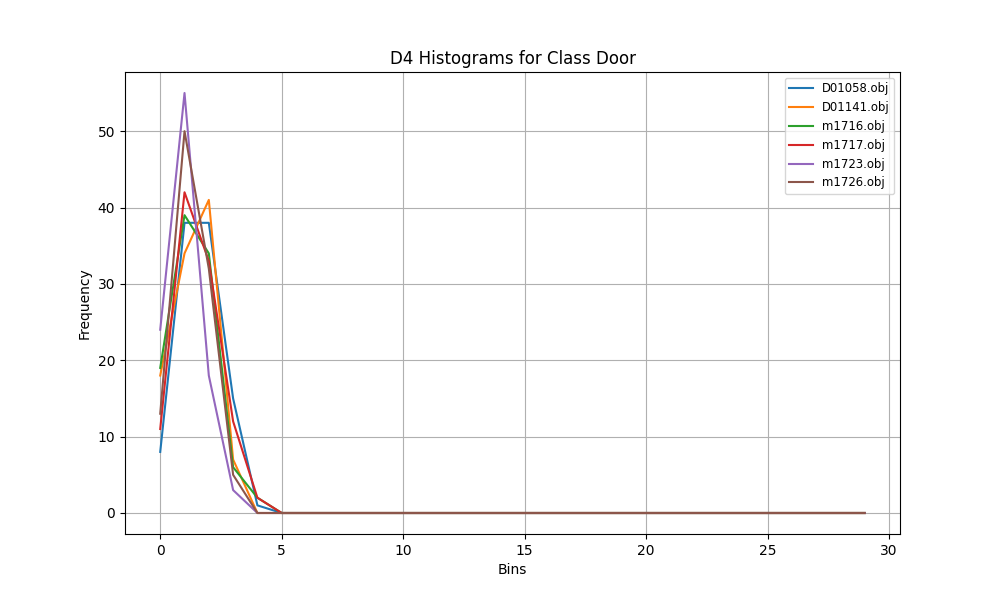 D4 Histograms for Class Door
D01058.obj
D01141.obj
m1716.obj
m1717.obj
m1723.obj
m1726.obj
Frequency
50
40
30
20
10
0
0 5 10 15 20 25 30
Bins